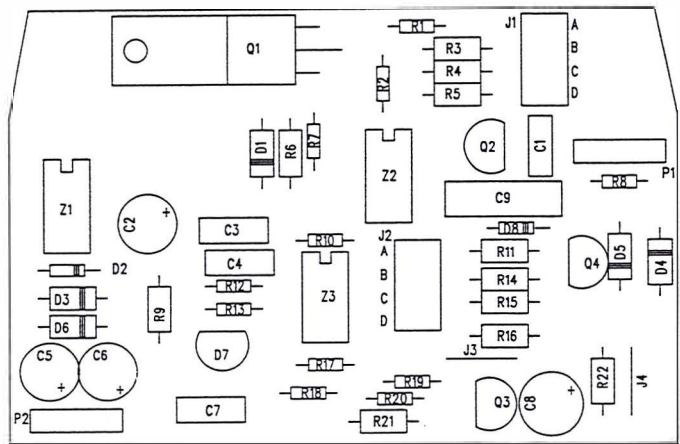 J1
R1
A
Q1
R3
B
R4
C
R2
R5
D
D1
R6
R7
Z2
Q2
C1
P1
R8
Z1
C2
+
C9
C3
D8
J2
R10
A
R11
Q4
D5
D4
C4
D2
B
R12
R14
Z3
D3
R9
R13
C
R15
D6
D
R16
C5
C6
D7
J3
R17
+
+
R19
R22
J4
R18
R20
Q3
C8
+
P2
C7
R21